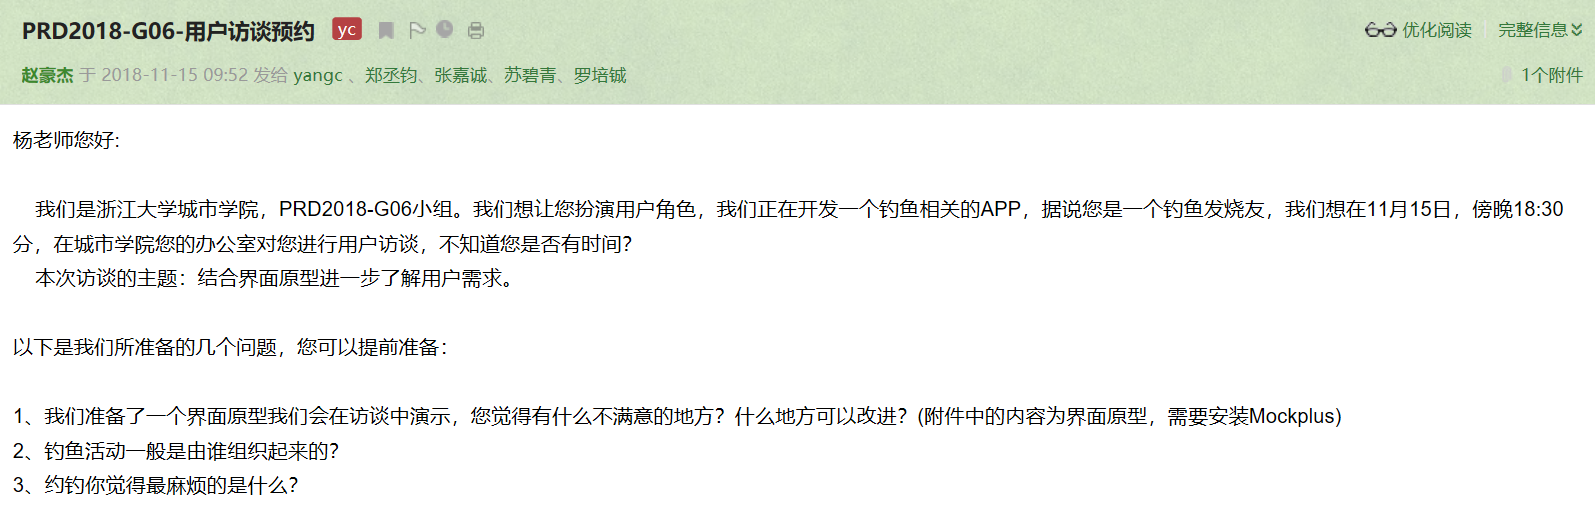 PRD2018-G06-用户访谈预约 yc
优化阅读 完整信息
赵豪杰 于 2018-11-15 09:52 发给 yangc 、郑丞钧、张嘉诚、苏碧青、罗培铖
1个附件
杨老师您好:
我们是浙江大学城市学院，PRD2018-G06小组。我们想让您扮演用户角色，我们正在开发一个钓鱼相关的APP，据说您是一个钓鱼发烧友，我们想在11月15日，傍晚18:30
分，在城市学院您的办公室对您进行用户访谈，不知道您是否有时间？
本次访谈的主题：结合界面原型进一步了解用户需求。
以下是我们所准备的几个问题，您可以提前准备：
1、我们准备了一个界面原型我们会在访谈中演示，您觉得有什么不满意的地方？什么地方可以改进？(附件中的内容为界面原型，需要安装Mockplus)
2、钓鱼活动一般是由谁组织起来的？
3、约钓你觉得最麻烦的是什么？